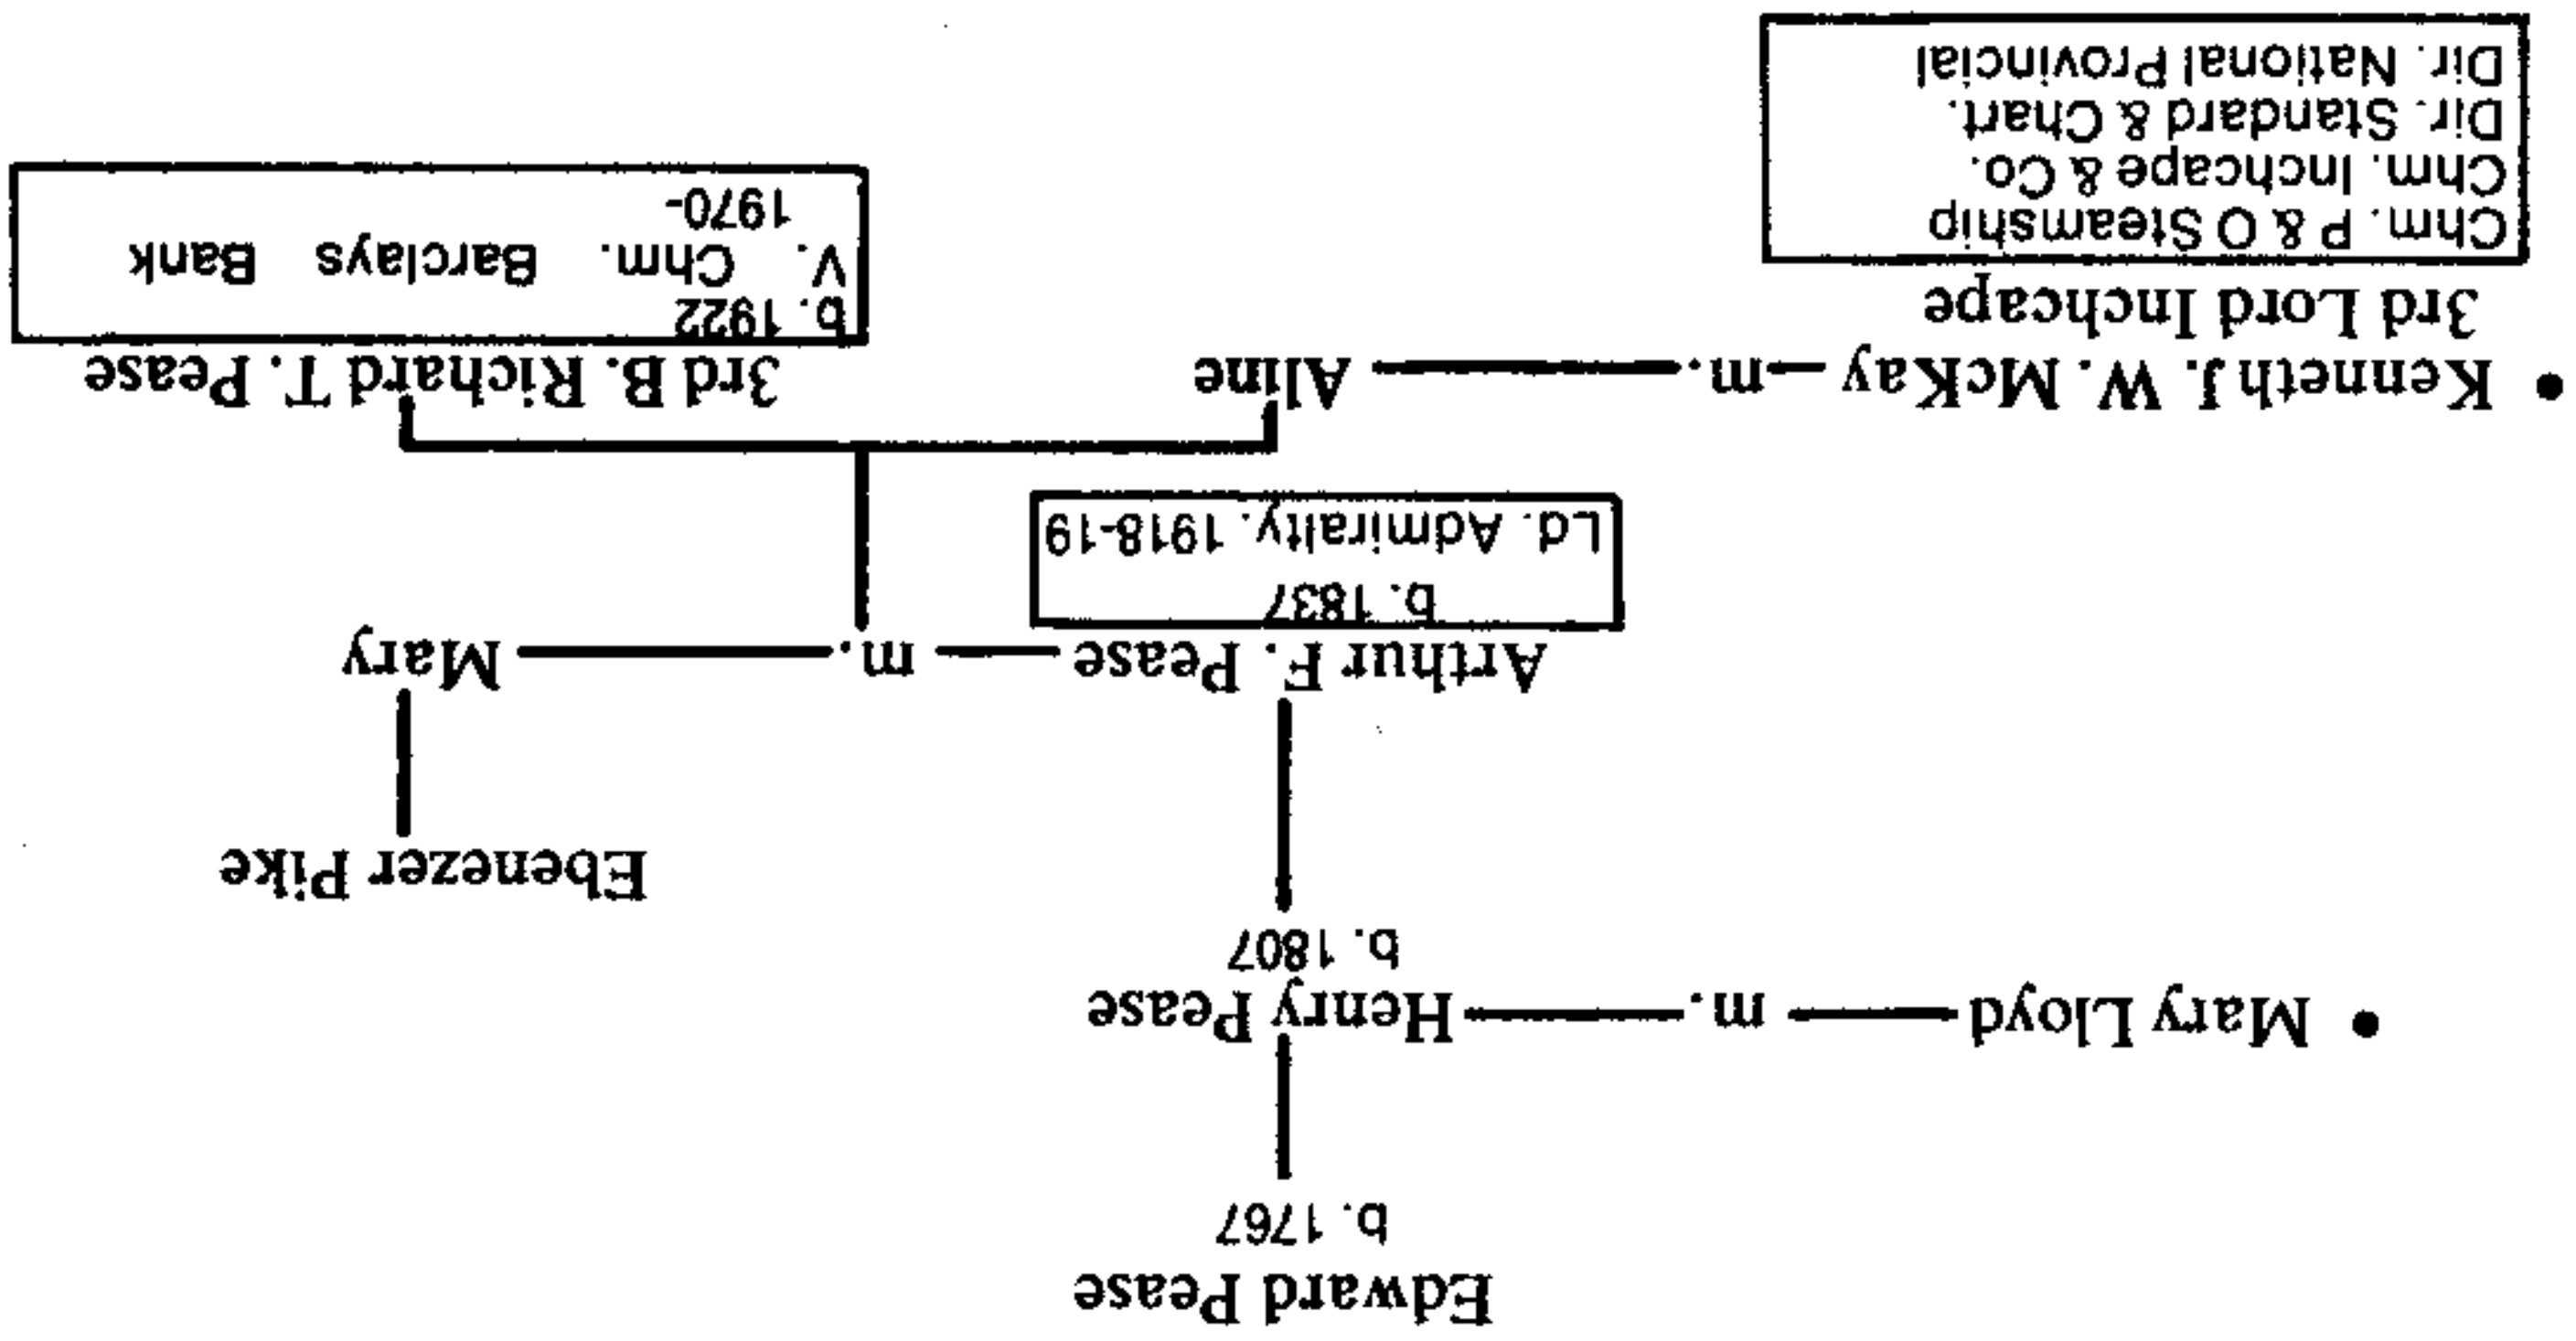 Edward Pease
b. 1767
• Mary Lloyd — m. — Henry Pease
b. 1807
Ebenezer Pike
Arthur F. Pease — m. — Mary
b. 1837
Ld. Admiralty. 1918-19
• Kenneth J. W. McKay — m. — Aline
3rd Lord Inchcape
Chm. P & O Steamship
Chm. Inchcape & Co.
Dir. Standard & Chart.
Dir. National Provincial
3rd B. Richard T. Pease
b. 1922
V. Chm. Barclays Bank
1970-